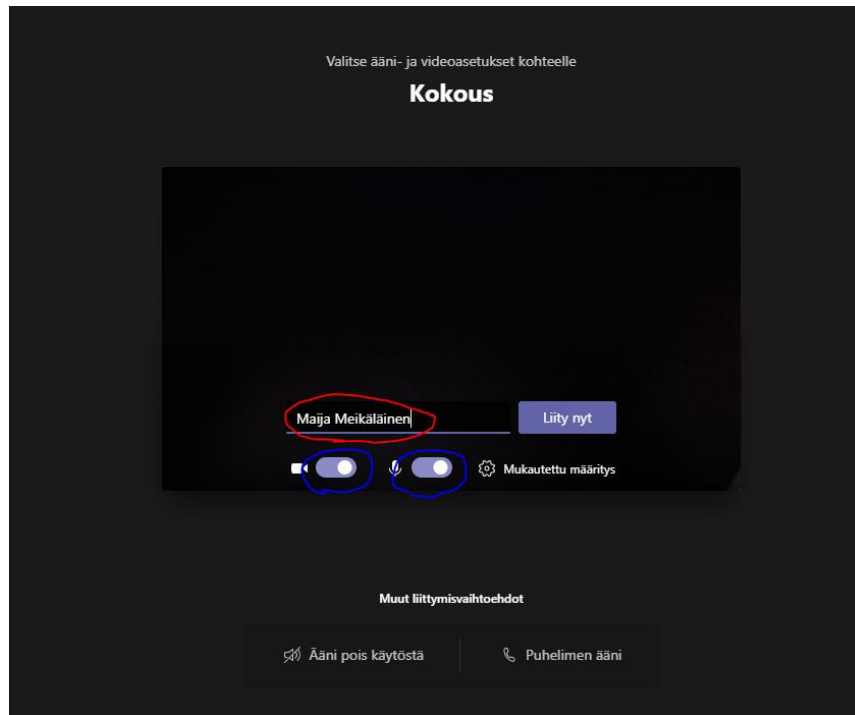 Valitse ääni- ja videoasetukset kohteelle
Kokous
Maija Meikäläinen
Liity nyt
Mukautettu määritys
Muut liittymisvaihtoehdot
Ääni pois käytöstä
Puhelimen ääni